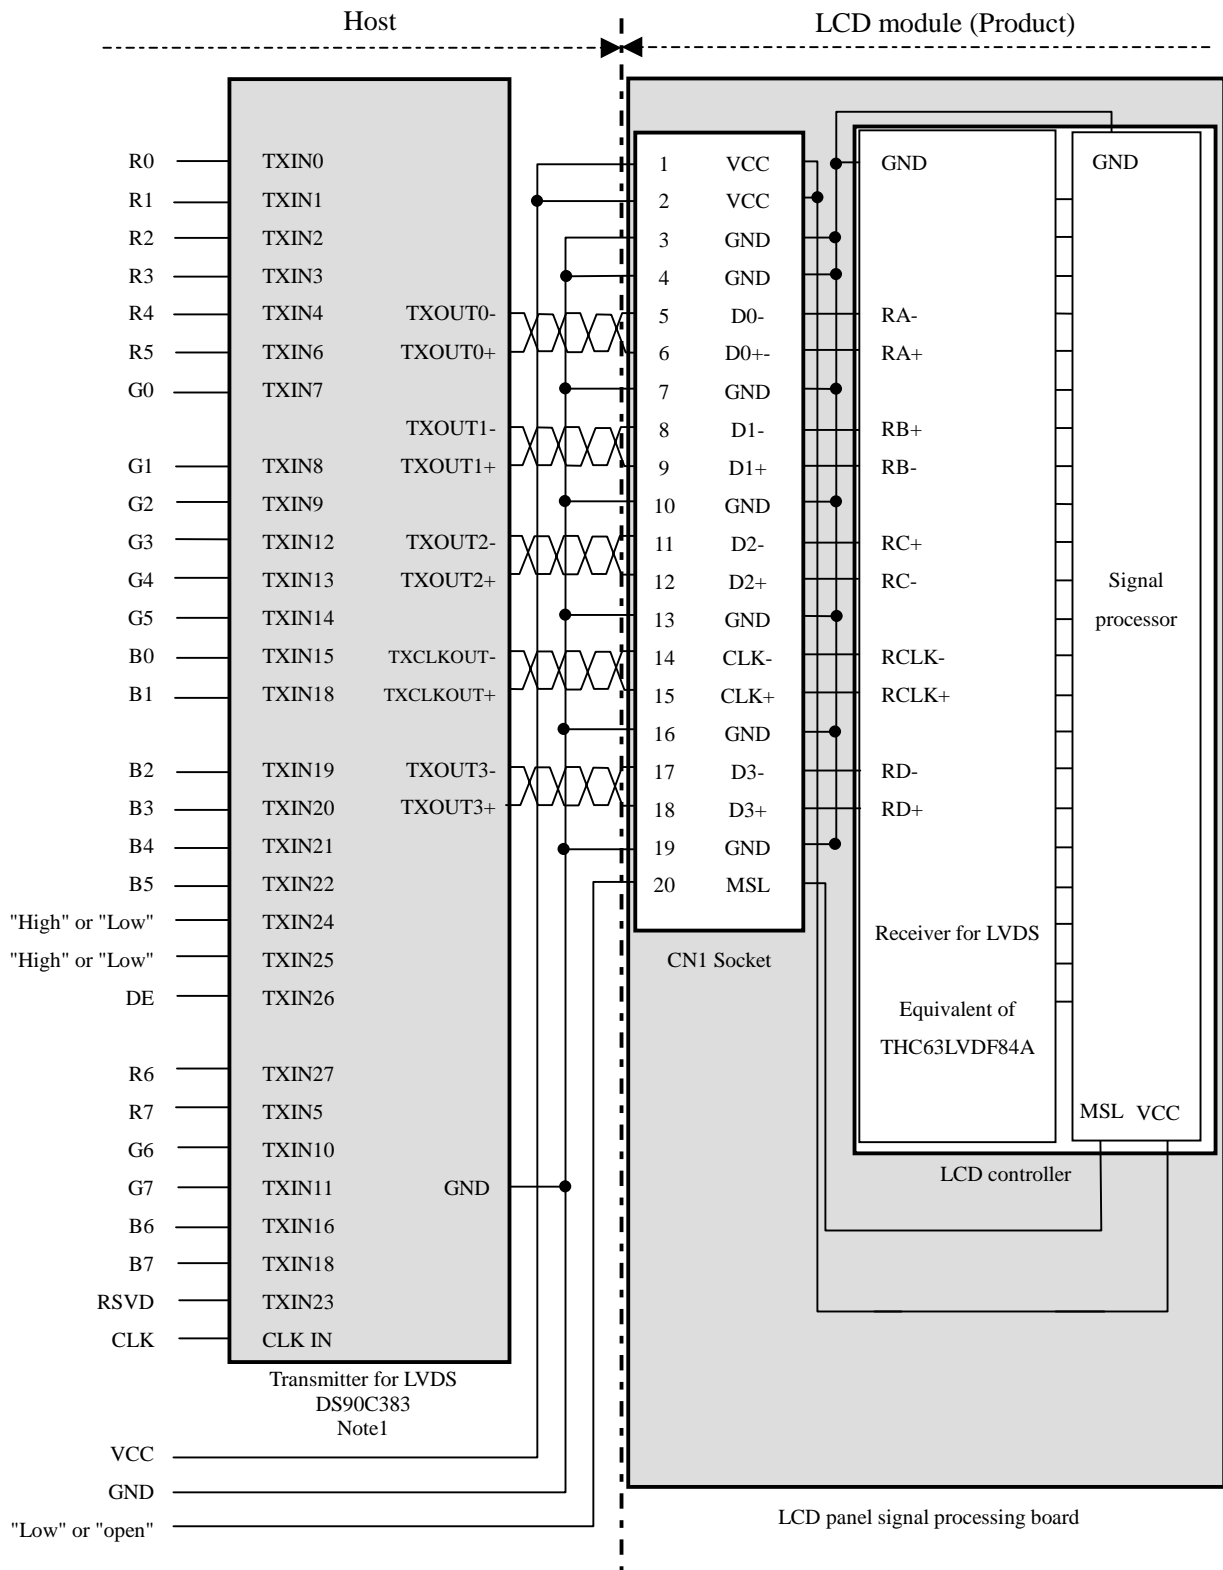 Host LCD module (Product)
R0 TXIN0 1 VCC GND GND
R1 TXIN1 2 VCC
R2 TXIN2 3 GND
R3 TXIN3 4 GND
R4 TXIN4 TXOUT0- 5 D0- RA-
R5 TXIN6 TXOUT0+ 6 D0+- RA+
G0 TXIN7 7 GND
TXOUT1- 8 D1- RB+
G1 TXIN8 TXOUT1+ 9 D1+ RB-
G2 TXIN9 10 GND
G3 TXIN12 TXOUT2- 11 D2- RC+
G4 TXIN13 TXOUT2+ 12 D2+ RC- Signal
G5 TXIN14 13 GND processor
B0 TXIN15 TXCLKOUT- 14 CLK- RCLK-
B1 TXIN18 TXCLKOUT+ 15 CLK+ RCLK+
16 GND
B2 TXIN19 TXOUT3- 17 D3- RD-
B3 TXIN20 TXOUT3+ 18 D3+ RD+
B4 TXIN21 19 GND
B5 TXIN22 20 MSL
"High" or "Low" TXIN24 Receiver for LVDS
"High" or "Low" TXIN25 CN1 Socket
DE TXIN26 Equivalent of
THC63LVDF84A
R6 TXIN27
R7 TXIN5 MSL VCC
G6 TXIN10
G7 TXIN11 GND LCD controller
B6 TXIN16
B7 TXIN18
RSVD TXIN23
CLK CLK IN
Transmitter for LVDS
DS90C383
Note1
VCC
GND
"Low" or "open" LCD panel signal processing board